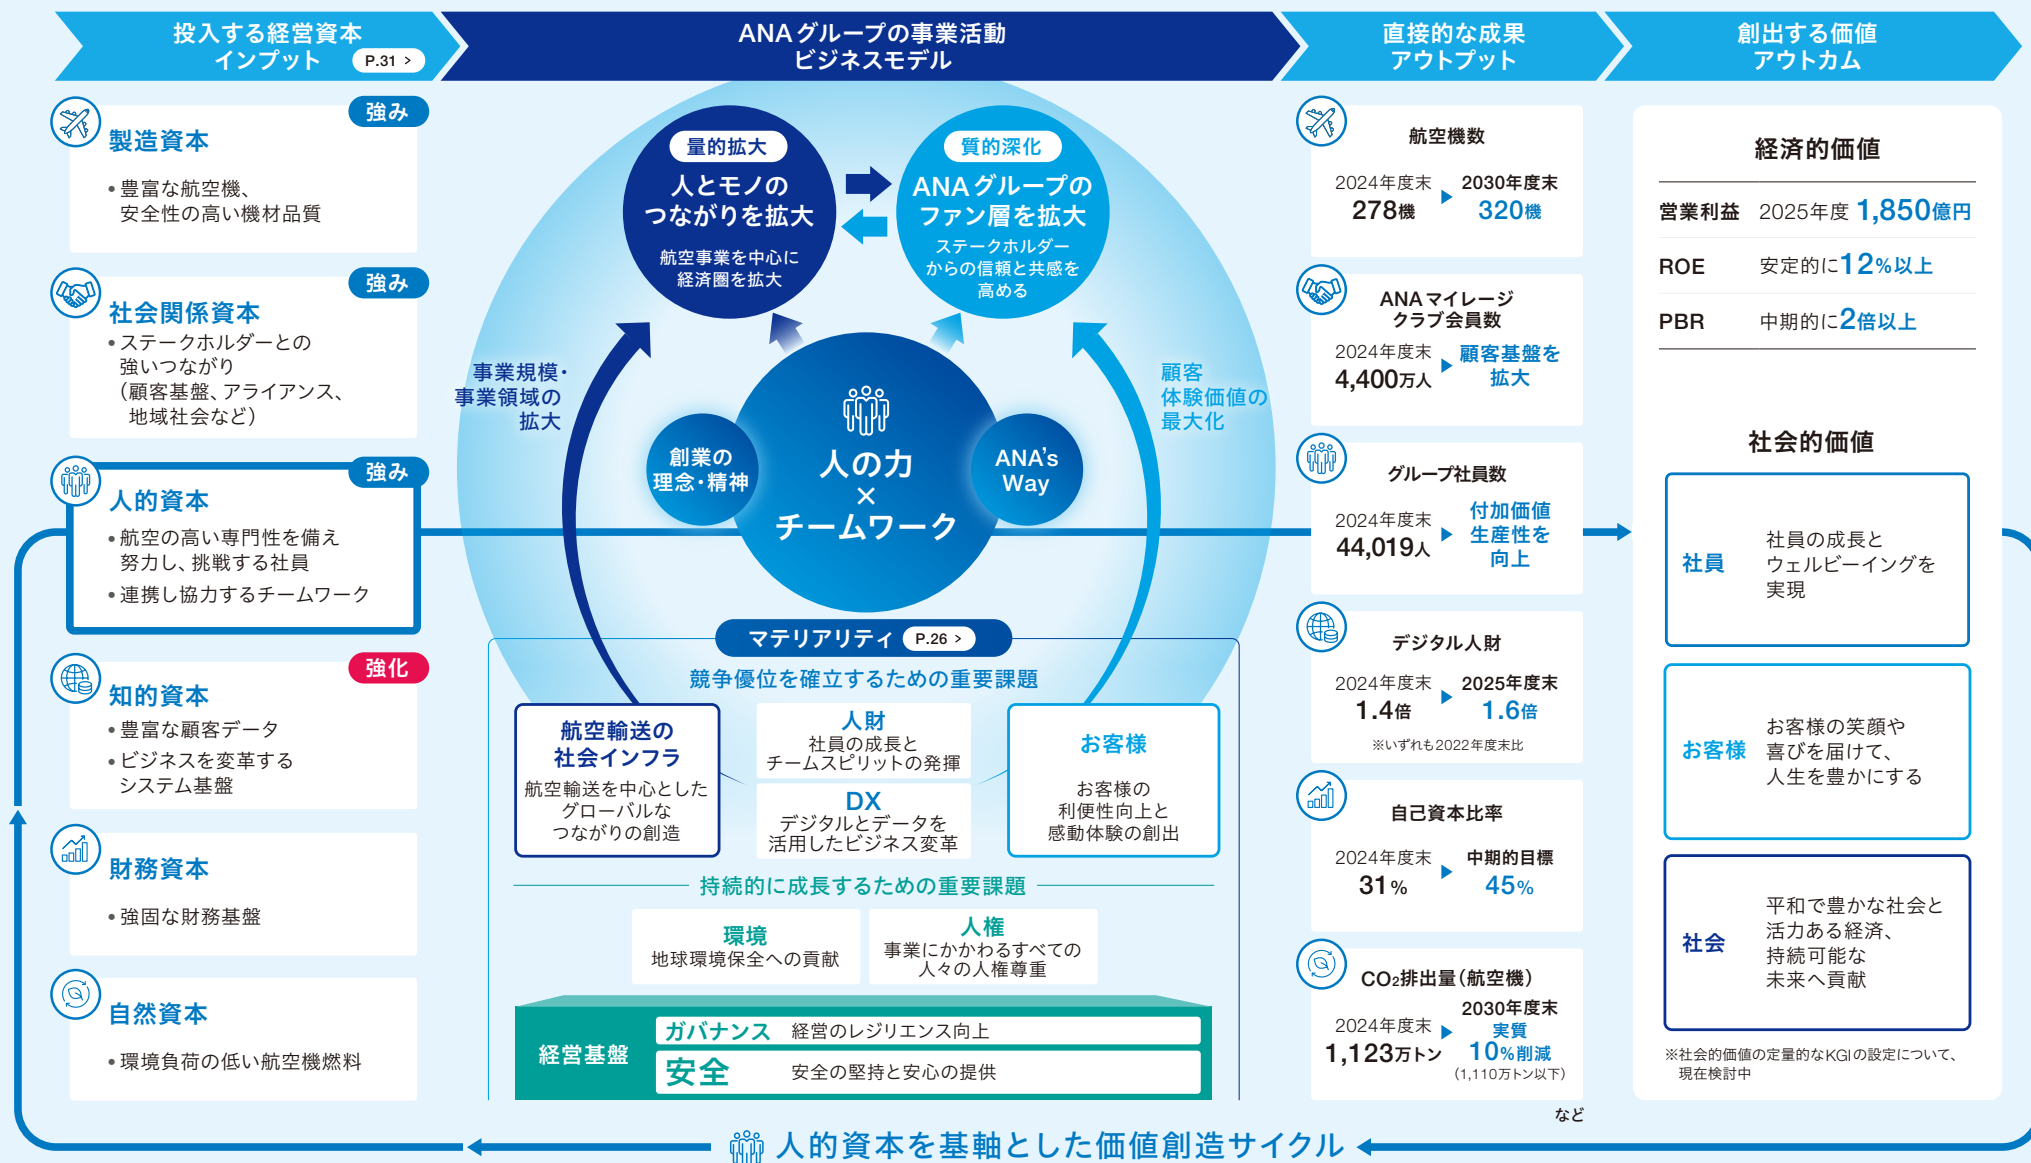 投入する経営資本
インプット
P.31 >
ANAグループの事業活動
ビジネスモデル
直接的な成果
アウトプット
創出する価値
アウトカム
強み
製造資本
•豊富な航空機、
安全性の高い機材品質
強み
社会関係資本
•ステークホルダーとの
強いつながり
（顧客基盤、アライアンス、
地域社会など）
強み
人的資本
•航空の高い専門性を備え
努力し、挑戦する社員
•連携し協力するチームワーク
強化
知的資本
•豊富な顧客データ
•ビジネスを変革する
システム基盤
財務資本
•強固な財務基盤
自然資本
•環境負荷の低い航空機燃料
量的拡大
人とモノの
つながりを拡大
航空事業を中心に
経済圏を拡大
質的深化
ANAグループの
ファン層を拡大
ステークホルダー
からの信頼と共感を
高める
事業規模・
事業領域の
拡大
顧客
体験価値の
最大化
創業の
理念・精神
人の力
×
チームワーク
ANA’s
Way
マテリアリティ P.26 >
競争優位を確立するための重要課題
航空輸送の
社会インフラ
航空輸送を中心とした
グローバルな
つながりの創造
人財
社員の成長と
チームスピリットの発揮
DX
デジタルとデータを
活用したビジネス変革
お客様
お客様の
利便性向上と
感動体験の創出
持続的に成長するための重要課題
環境
地球環境保全への貢献
人権
事業にかかわるすべての
人々の人権尊重
経営基盤
ガバナンス 経営のレジリエンス向上
安全 安全の堅持と安心の提供
航空機数
2024年度末 2030年度末
278機 320機
ANAマイレージ
クラブ会員数
2024年度末 顧客基盤を
4,400万人 拡大
グループ社員数
2024年度末
44,019人
付加価値
生産性を
向上
デジタル人財
2024年度末 2025年度末
1.4倍 1.6倍
※いずれも2022年度末比
自己資本比率
2024年度末 中期的目標
31% 45%
CO₂排出量（航空機）
2024年度末
1,123万トン
2030年度末
実質
10%削減
（1,110万トン以下）
など
経済的価値
営業利益 2025年度 1,850億円
ROE 安定的に12%以上
PBR 中期的に2倍以上
社会的価値
社員
社員の成長と
ウェルビーイングを
実現
お客様
お客様の笑顔や
喜びを届けて、
人生を豊かにする
社会
平和で豊かな社会と
活力ある経済、
持続可能な
未来へ貢献
※社会的価値の定量的なKGIの設定について、
現在検討中
人的資本を基軸とした価値創造サイクル